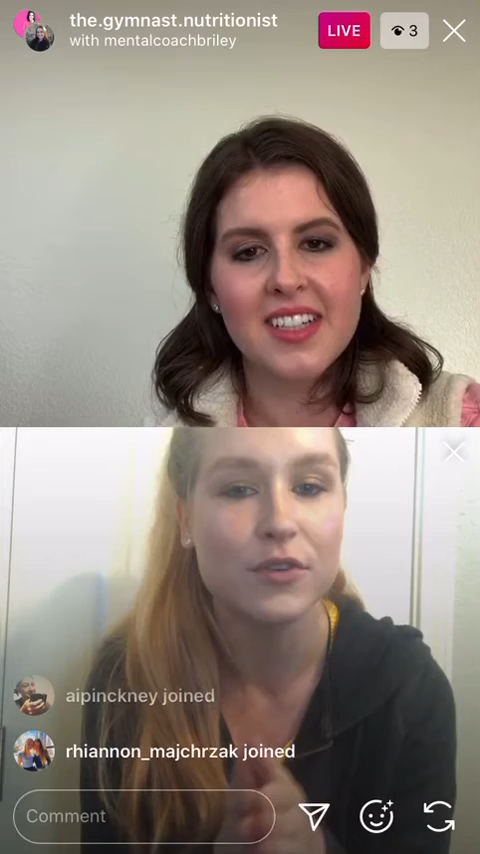 the.gymnast.nutritionist
with mentalcoachbriley
LIVE
3
aipinckney joined
rhiannon_majchrzak joined
Comment